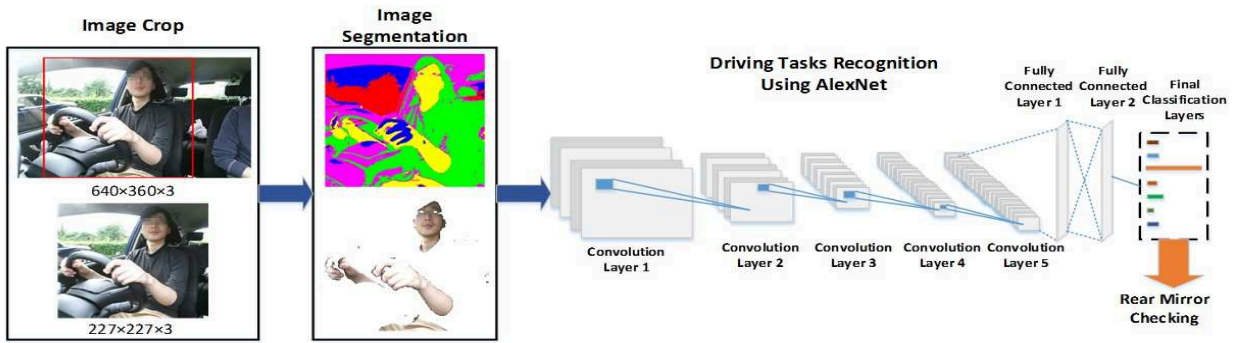 Image Crop
640×360×3
227×227×3
Image
Segmentation
Driving Tasks Recognition
Using AlexNet
Convolution
Layer 1
Convolution
Layer 2
Convolution
Layer 3
Convolution
Layer 4
Convolution
Layer 5
Fully
Connected
Layer 1
Fully
Connected
Layer 2
Final
Classification
Layers
Rear Mirror
Checking